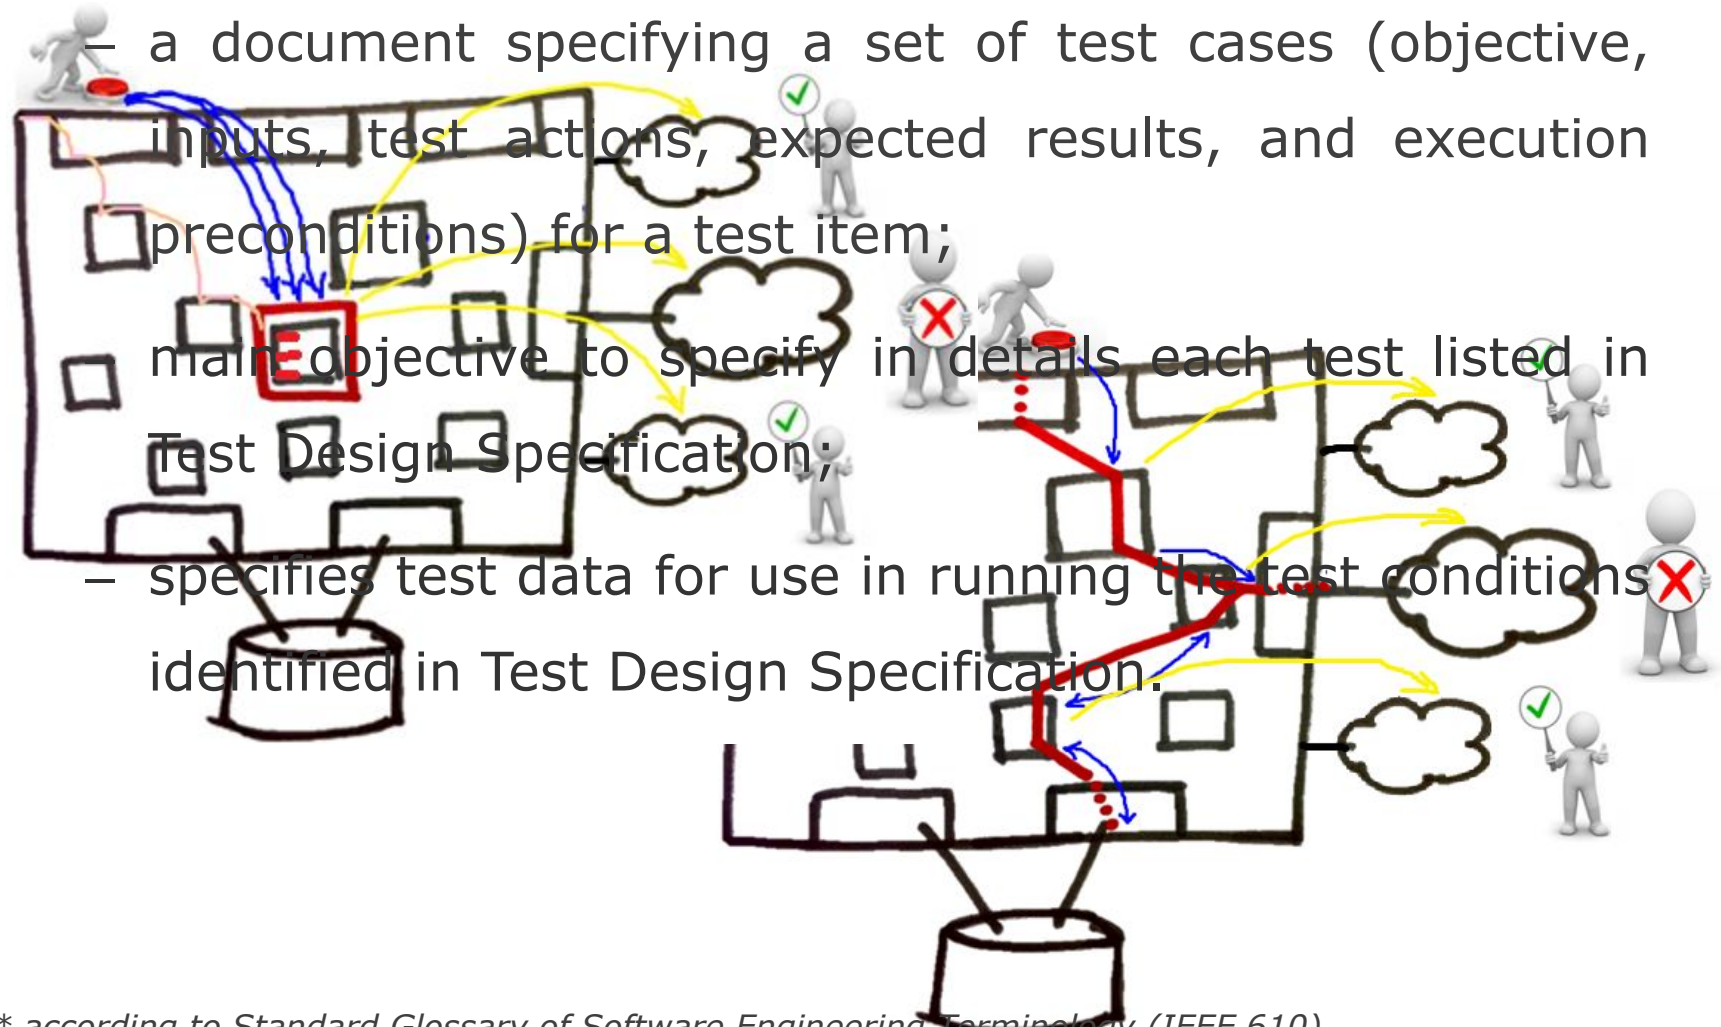 – a document specifying a set of test cases (objective,
inputs, test actions, expected results, and execution
preconditions) for a test item;
main objective to specify in details each test listed in
Test Design Specification;
– specifies test data for use in running the test conditions
identified in Test Design Specification.
* according to Standard Glossary of Software Engineering Terminology (IEEE 610)